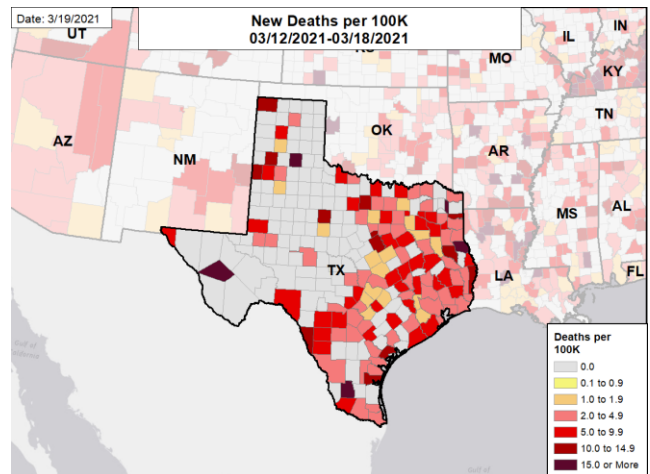 Date: 3/19/2021
New Deaths per 100K
03/12/2021-03/18/2021
UT
MO
IL
IN
KY
AZ
NM
OK
AR
TN
MS
AL
TX
LA
FL
Gulf of
California
Deaths per
100K
0.0
0.1 to 0.9
1.0 to 1.9
2.0 to 4.9
5.0 to 9.9
10.0 to 14.9
15.0 or More